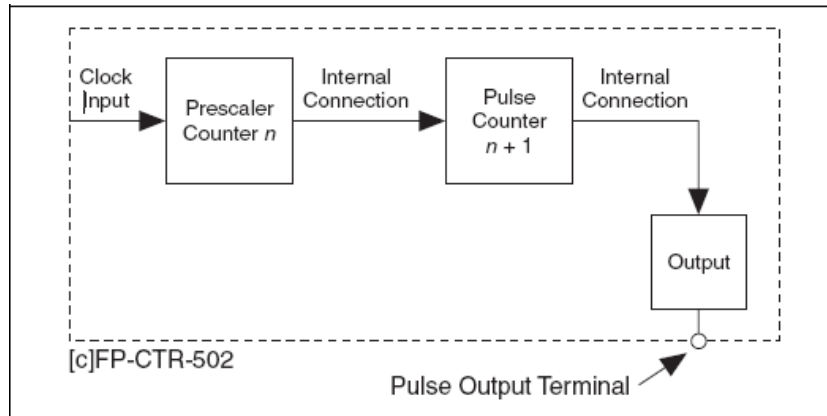 Clock
Input
Prescaler
Counter n
Internal
Connection
Pulse
Counter
n + 1
Internal
Connection
Output
[c]FP-CTR-502
Pulse Output Terminal